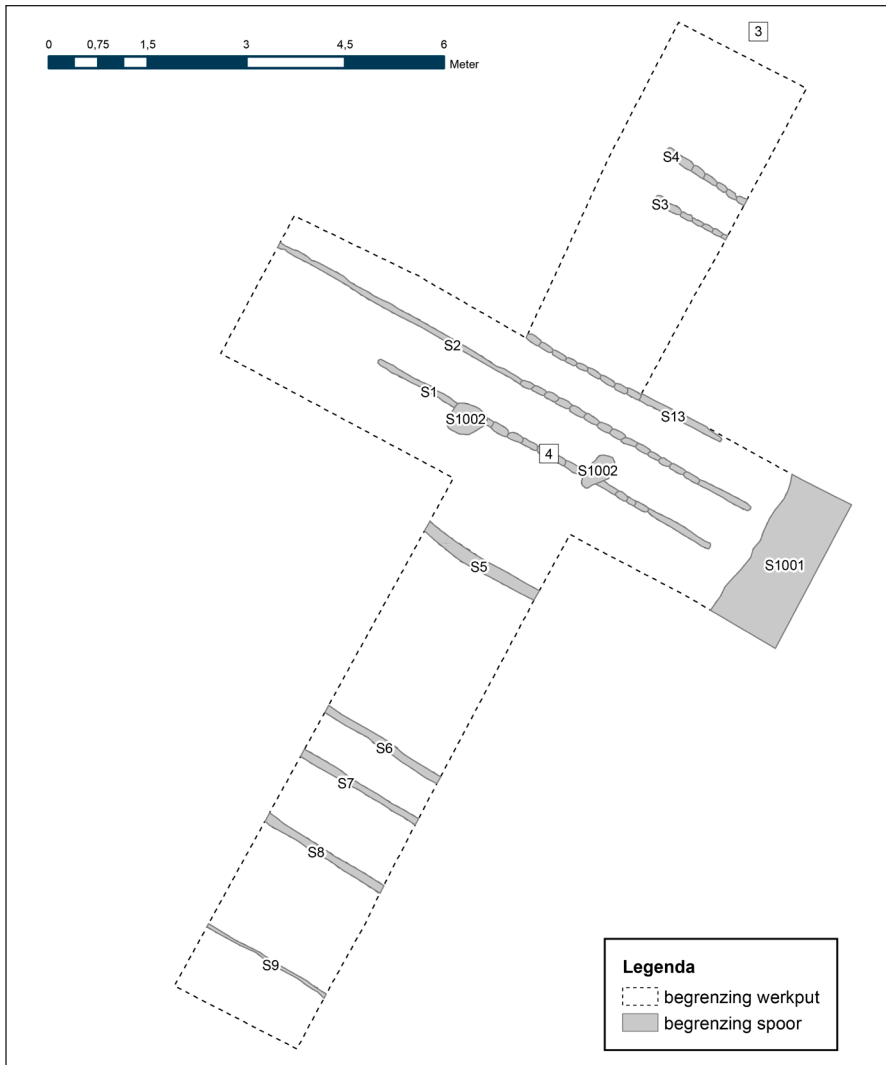 3
0 0,75 1,5 3 4,5 6
Meter
S4
S3
S2
S1
S13
S1002
4
S1002
S1001
S5
S6
S7
S8
S9
Legenda
begrenzing werkput
begrenzing spoor